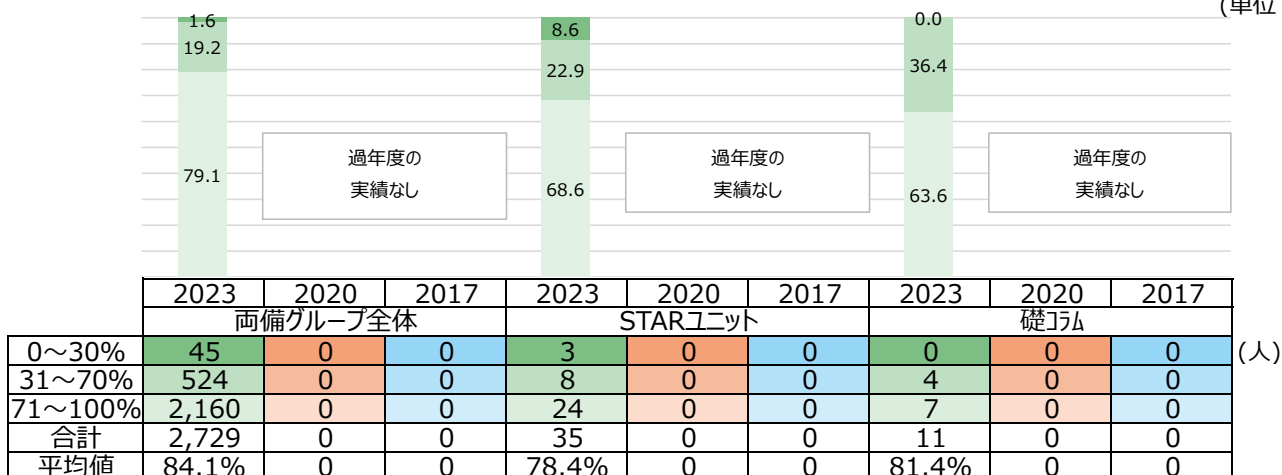 (単位
1.6 8.6 0.0
19.2 22.9 36.4
79.1 68.6 63.6
過年度の 過年度の 過年度の
実績なし 実績なし 実績なし
2023 2020 2017 2023 2020 2017 2023 2020 2017
両備グループ全体 STARユニット 礎コラム
0～30% 45 0 0 3 0 0 0 0 0 (人)
31～70% 524 0 0 8 0 0 4 0 0
71～100% 2,160 0 0 24 0 0 7 0 0
合計 2,729 0 0 35 0 0 11 0 0
平均値 84.1% 0 0 78.4% 0 0 81.4% 0 0